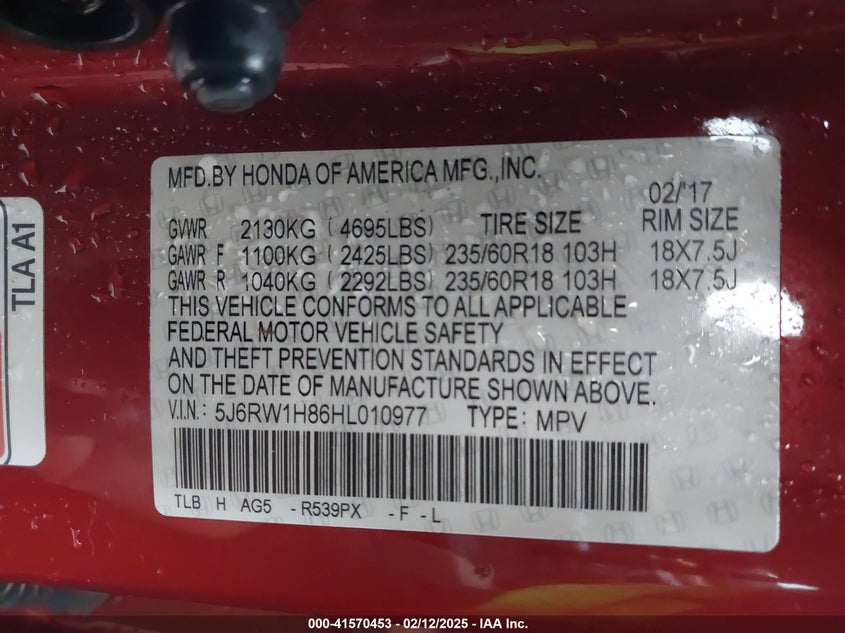 TLA A1
MFD.BY HONDA OF AMERICA MFG.,INC.
02/'17
GVWR 2130KG ( 4695LBS) TIRE SIZE RIM SIZE
GAWR F 1100KG (2425LBS) 235/60R18 103H 18X7.5J
GAWR R 1040KG (2292LBS) 235/60R18 103H 18X7.5J
THIS VEHICLE CONFORMS TO ALL APPLICABLE
FEDERAL MOTOR VEHICLE SAFETY
AND THEFT PREVENTION STANDARDS IN EFFECT
ON THE DATE OF MANUFACTURE SHOWN ABOVE.
V.I.N.: 5J6RW1H86HL010977 TYPE: MPV
TLB H AG5 -R539PX -F-L
000-41570453 - 02/12/2025 - IAA Inc.